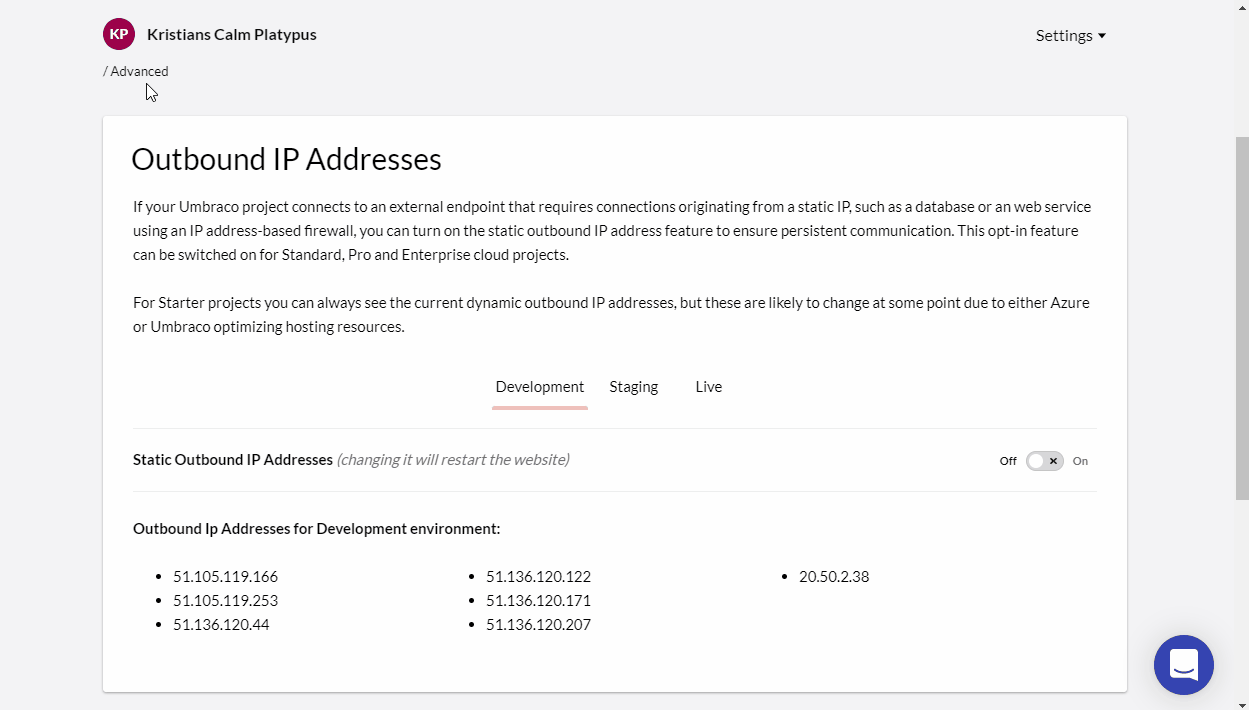 KP Kristians Calm Platypus
Settings
/ Advanced
Outbound IP Addresses
If your Umbraco project connects to an external endpoint that requires connections originating from a static IP, such as a database or an web service
using an IP address-based firewall, you can turn on the static outbound IP address feature to ensure persistent communication. This opt-in feature
can be switched on for Standard, Pro and Enterprise cloud projects.
For Starter projects you can always see the current dynamic outbound IP addresses, but these are likely to change at some point due to either Azure
or Umbraco optimizing hosting resources.
Development Staging Live
Static Outbound IP Addresses (changing it will restart the website)
Off On
Outbound Ip Addresses for Development environment:
51.105.119.166
51.105.119.253
51.136.120.44
51.136.120.122
51.136.120.171
51.136.120.207
20.50.2.38